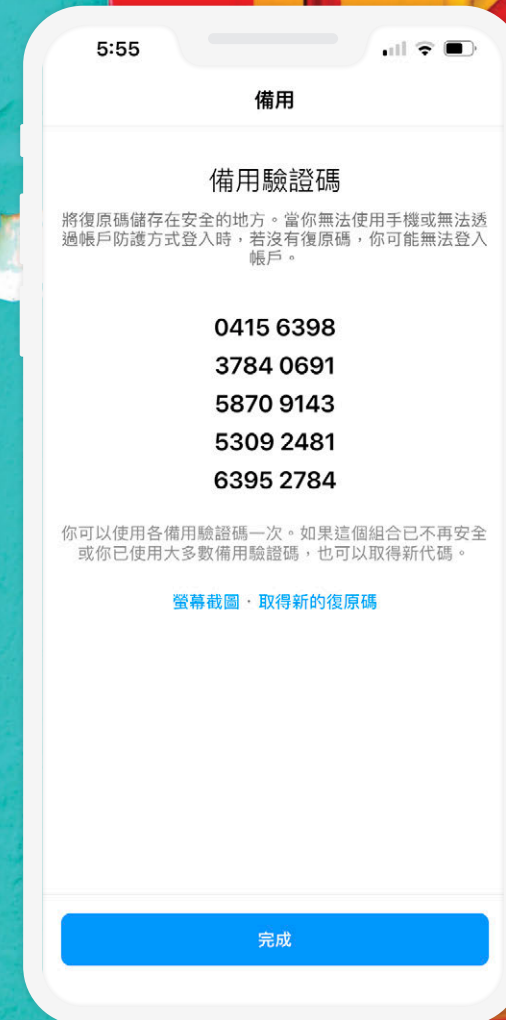 5:55
備用
備用驗證碼
將復原碼儲存在安全的地方。當你無法使用手機或無法透
過帳戶防護方式登入時,若沒有復原碼,你可能無法登入
帳戶。
0415 6398
3784 0691
5870 9143
5309 2481
6395 2784
你可以使用各備用驗證碼一次。如果這個組合已不再安全
或你已使用大多數備用驗證碼,也可以取得新代碼。
螢幕截圖・取得新的復原碼
完成